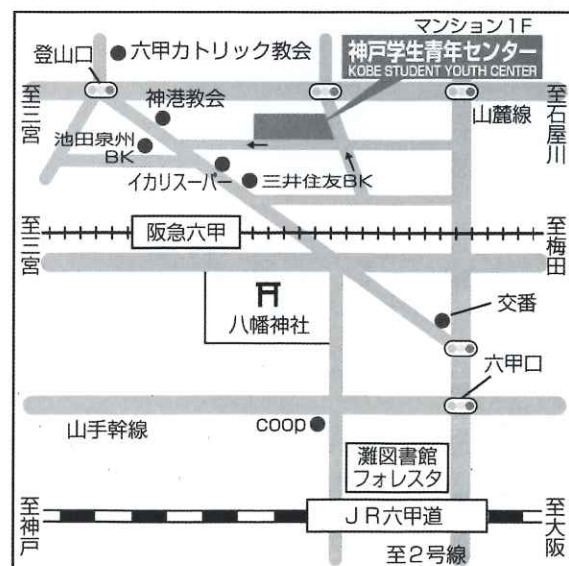 マンション1F
登山口
六甲カトリック教会
神戸学生青年センター
KOBE STUDENT YOUTH CENTER
至三宮
神港教会
山麓線
至石屋川
池田泉州
BK
イカリスーパー
三井住友BK
至三宮
阪急六甲
至梅田
八幡神社
交番
六甲口
山手幹線
coop
灘図書館
フォレスタ
至神戸
JR六甲道
至大阪
至2号線